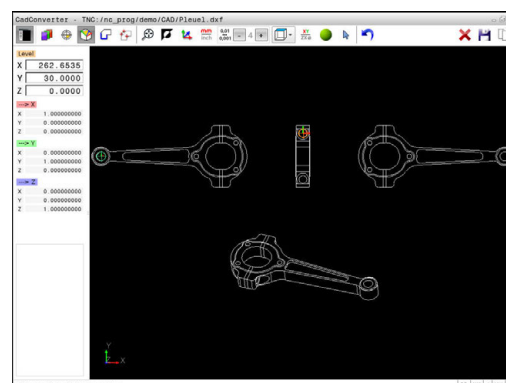 CadConverter - TNC:/nc_prog/demo/CAD/Pleuel.dxf
mm
inch
0,01
0,001
4
XY
Level
X 262.6535
Y 30.0000
Z 0.0000
---> X
X 1.000000000
Y 0.000000000
Z 0.000000000
---> Y
X 0.000000000
Y 1.000000000
Z 0.000000000
---> Z
X 0.000000000
Y 0.000000000
Z 1.000000000
Y
X